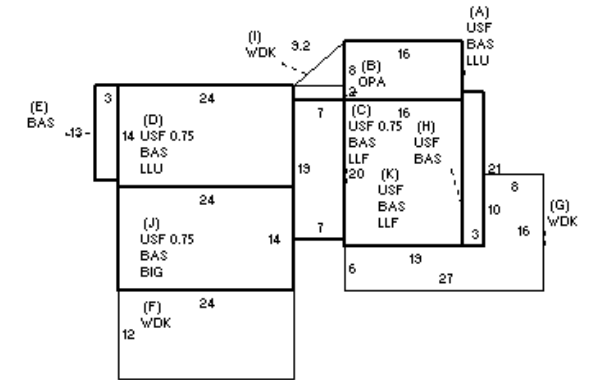 (A)
USF
BAS
LLU
(I)
WDK
9.2
16
8
(B)
OPA
2
(E)
BAS
13
3
24
(D)
14 USF 0.75
BAS
LLU
7
16
(C)
USF 0.75
BAS
LLF
20
(H)
USF
BAS
(K)
USF
BAS
LLF
19
21
8
10
(G)
WDK
16
24
(J)
USF 0.75
BAS
BIG
14
7
3
6
19
27
24
(F)
WDK
12